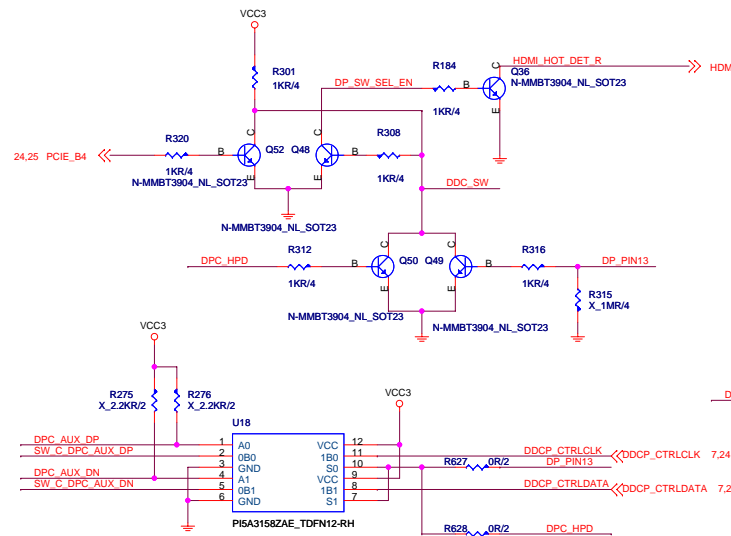 VCC3
HDMI_HOT_DET_R
HDM
R184
C
Q36
R301
DP_SW_SEL_EN
B
N-MMBT3904_NL_SOT23
1KR/4
1KR/4
E
R320
C
C
R308
24,25 PCIE_B4
B
Q52
Q48
B
1KR/4
E
E
1KR/4
N-MMBT3904_NL_SOT23
DDC_SW
N-MMBT3904_NL_SOT23
R312
C
C
R316
DPC_HPD
B
Q50
Q49
B
DP_PIN13
1KR/4
E
E
1KR/4
R315
X_1MR/4
N-MMBT3904_NL_SOT23
N-MMBT3904_NL_SOT23
VCC3
VCC3
R275
R276
X_2.2KR/2
X_2.2KR/2
D
U18
DPC_AUX_DP
1
A0
VCC
12
SW_C_DPC_AUX_DP
2
0B0
1B0
11
DDCP_CTRLCLK
DDCP_CTRLCLK 7,24
3
GND
S0
10
R627
0R/2
DP_PIN13
DPC_AUX_DN
4
A1
VCC
9
SW_C_DPC_AUX_DN
5
0B1
1B1
8
DDCP_CTRLDATA
DDCP_CTRLDATA 7,2
6
GND
S1
7
PI5A3158ZAE_TDFN12-RH
R628
0R/2
DPC_HPD